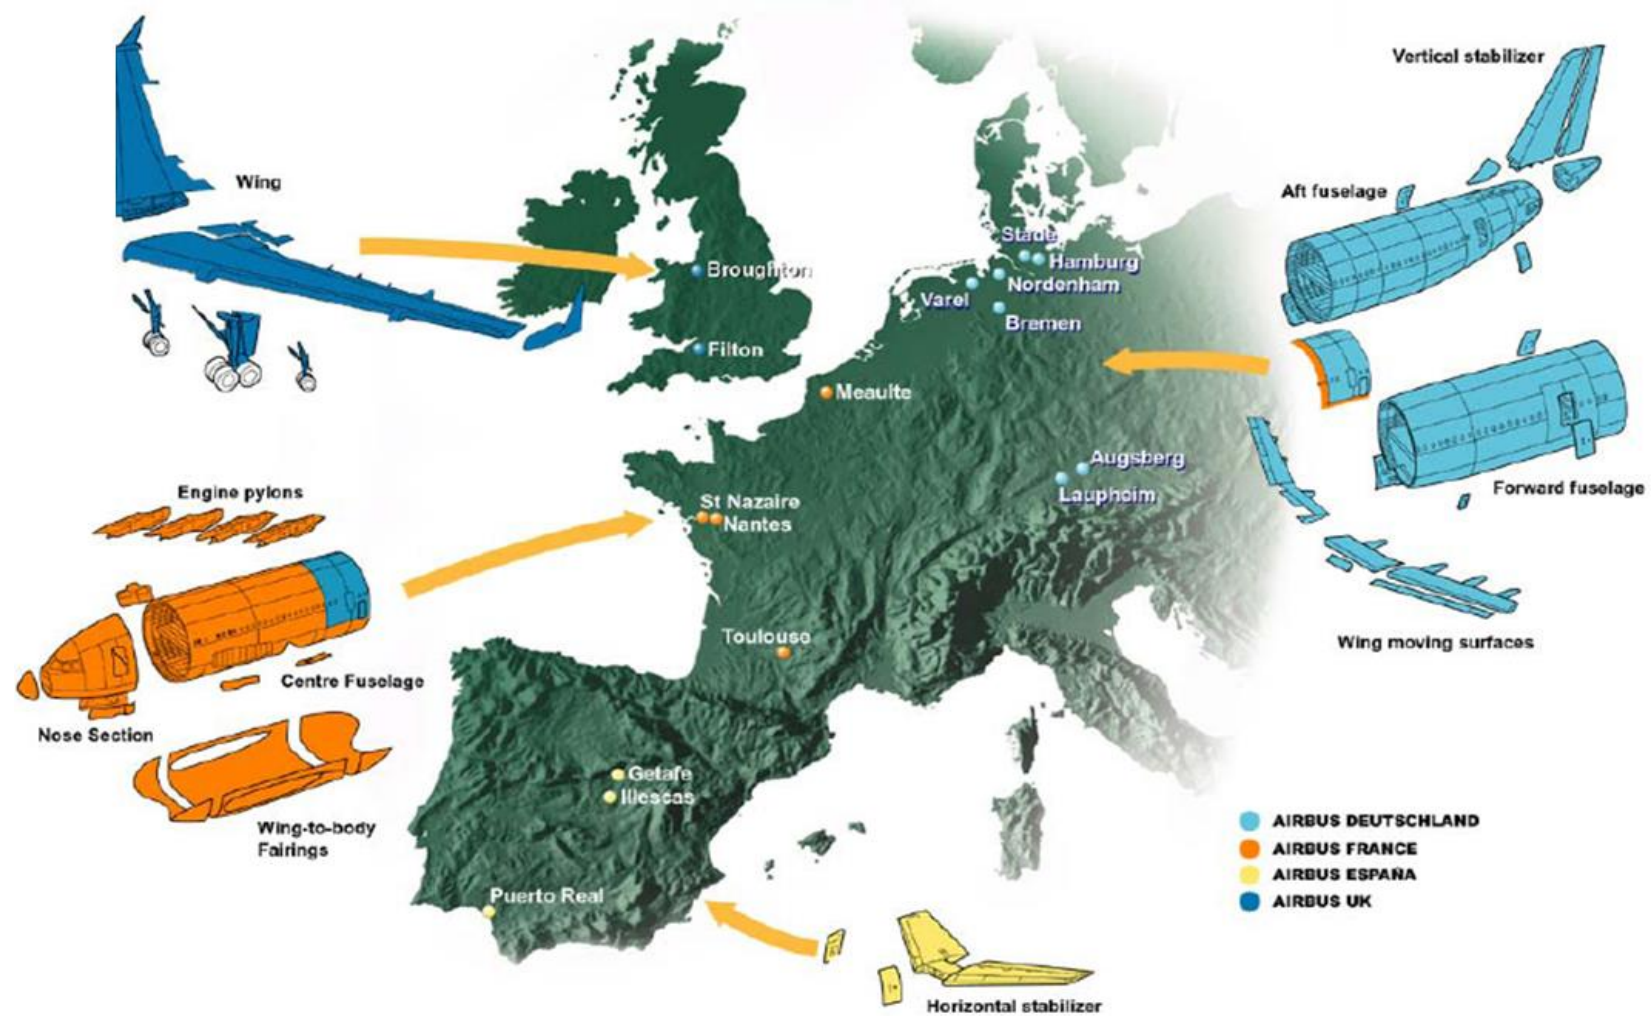 Vertical stabilizer
Wing
Aft fuselage
Stade
Broughton
Hamburg
Nordenham
Varel
Bremen
Filton
Meaulte
Augsberg
Laupheim
Forward fuselage
Engine pylons
St Nazaire
Nantes
Toulouse
Wing moving surfaces
Centre Fuselage
Nose Section
Getafe
Illescas
Wing-to-body
Fairings
AIRBUS DEUTSCHLAND
AIRBUS FRANCE
AIRBUS ESPAÑA
AIRBUS UK
Puerto Real
Horizontal stabilizer